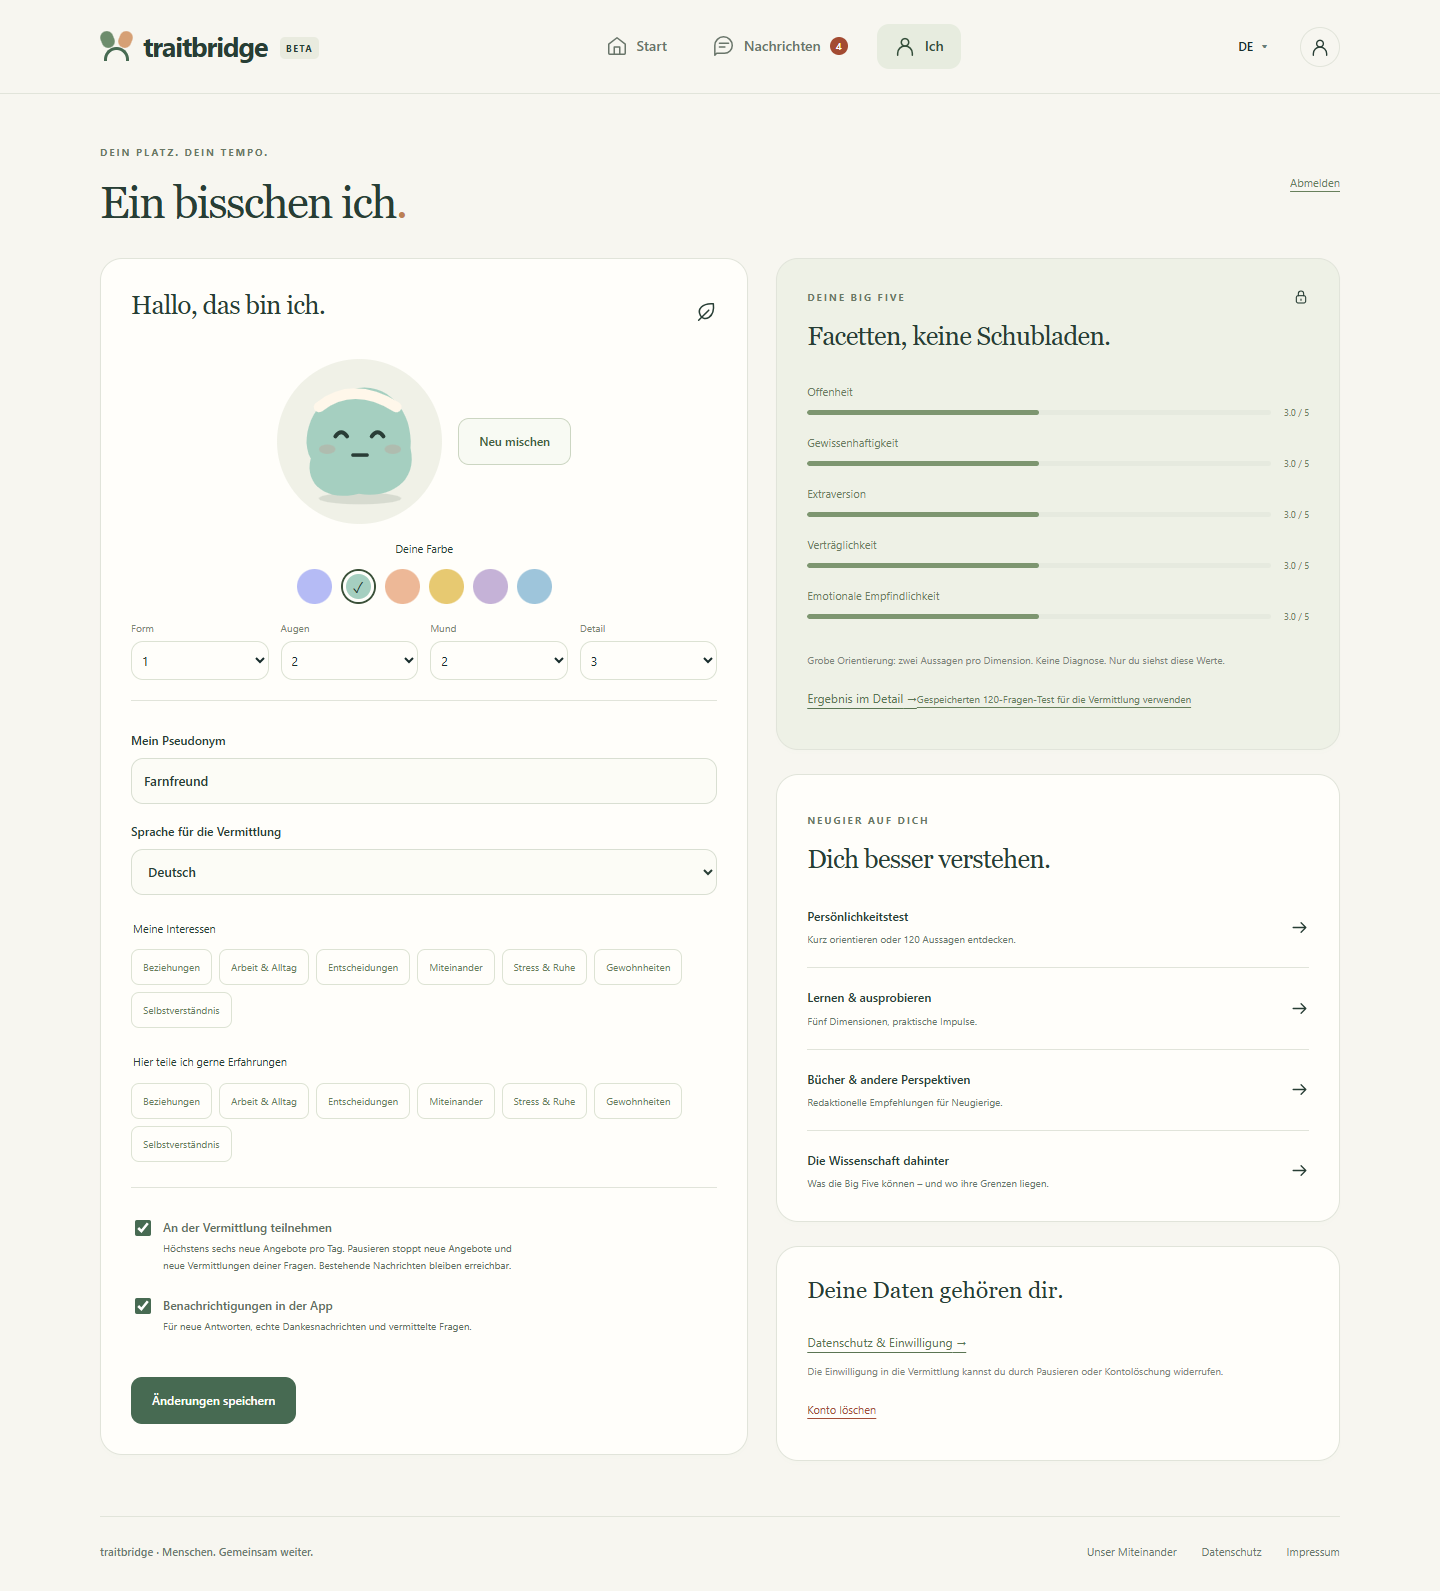 traitbridge BETA
Start
Nachrichten 4
Ich
DE
DEIN PLATZ. DEIN TEMPO.
Ein bisschen ich.
Abmelden
Hallo, das bin ich.
Neu mischen
Deine Farbe
Form Augen Mund Detail
1 2 2 3
Mein Pseudonym
Farnfreund
Sprache für die Vermittlung
Deutsch
Meine Interessen
Beziehungen Arbeit & Alltag Entscheidungen Miteinander Stress & Ruhe Gewohnheiten
Selbstverständnis
Hier teile ich gerne Erfahrungen
Beziehungen Arbeit & Alltag Entscheidungen Miteinander Stress & Ruhe Gewohnheiten
Selbstverständnis
An der Vermittlung teilnehmen
Höchstens sechs neue Angebote pro Tag. Pausieren stoppt neue Angebote und
neue Vermittlungen deiner Fragen. Bestehende Nachrichten bleiben erreichbar.
Benachrichtigungen in der App
Für neue Antworten, echte Dankesnachrichten und vermittelte Fragen.
Änderungen speichern
DEINE BIG FIVE
Facetten, keine Schubladen.
Offenheit
3.0 / 5
Gewissenhaftigkeit
3.0 / 5
Extraversion
3.0 / 5
Verträglichkeit
3.0 / 5
Emotionale Empfindlichkeit
3.0 / 5
Grobe Orientierung: zwei Aussagen pro Dimension. Keine Diagnose. Nur du siehst diese Werte.
Ergebnis im Detail →Gespeicherten 120-Fragen-Test für die Vermittlung verwenden
NEUGIER AUF DICH
Dich besser verstehen.
Persönlichkeitstest
Kurz orientieren oder 120 Aussagen entdecken.
Lernen & ausprobieren
Fünf Dimensionen, praktische Impulse.
Bücher & andere Perspektiven
Redaktionelle Empfehlungen für Neugierige.
Die Wissenschaft dahinter
Was die Big Five können – und wo ihre Grenzen liegen.
Deine Daten gehören dir.
Datenschutz & Einwilligung →
Die Einwilligung in die Vermittlung kannst du durch Pausieren oder Kontolöschung widerrufen.
Konto löschen
traitbridge · Menschen. Gemeinsam weiter.
Unser Miteinander Datenschutz Impressum